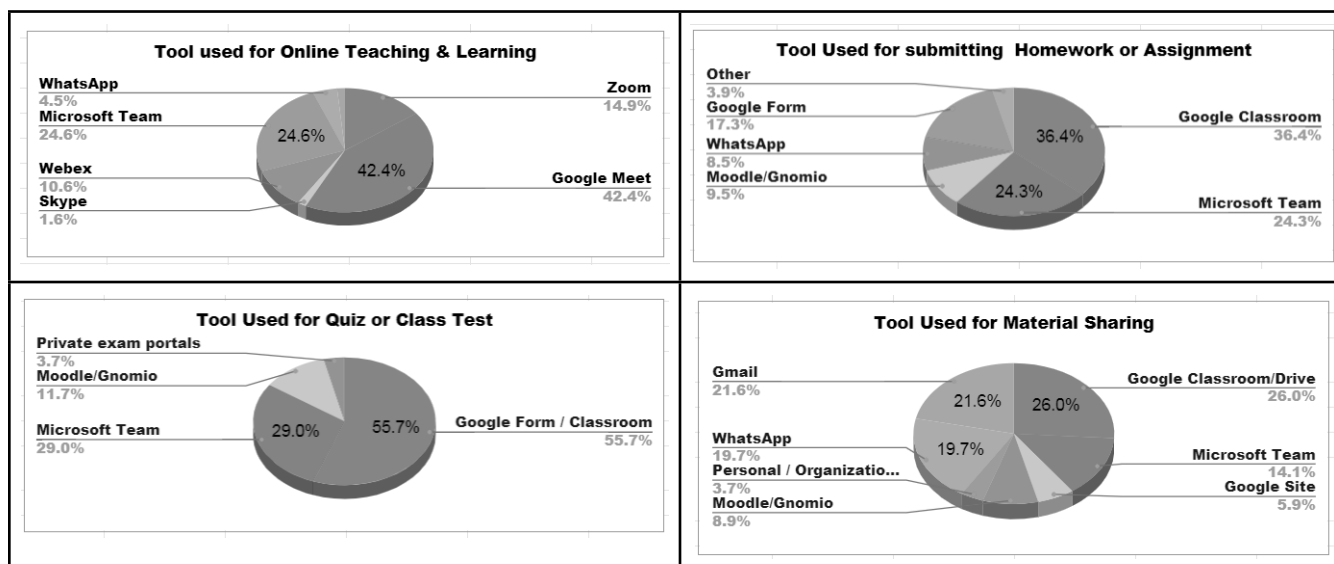 Tool used for Online Teaching & Learning
WhatsApp
4.5%
Microsoft Team
24.6%
Webex
10.6%
Skype
1.6%
24.6%
42.4%
Zoom
14.9%
Google Meet
42.4%
Tool Used for submitting Homework or Assignment
Other
3.9%
Google Form
17.3%
WhatsApp
8.5%
Moodle/Gnomio
9.5%
36.4%
24.3%
Google Classroom
36.4%
Microsoft Team
24.3%
Tool Used for Quiz or Class Test
Private exam portals
3.7%
Moodle/Gnomio
11.7%
Microsoft Team
29.0%
29.0%
55.7%
Google Form / Classroom
55.7%
Tool Used for Material Sharing
Gmail
21.6%
WhatsApp
19.7%
Personal / Organizatio...
3.7%
Moodle/Gnomio
8.9%
21.6%
26.0%
19.7%
Google Classroom/Drive
26.0%
Microsoft Team
14.1%
Google Site
5.9%